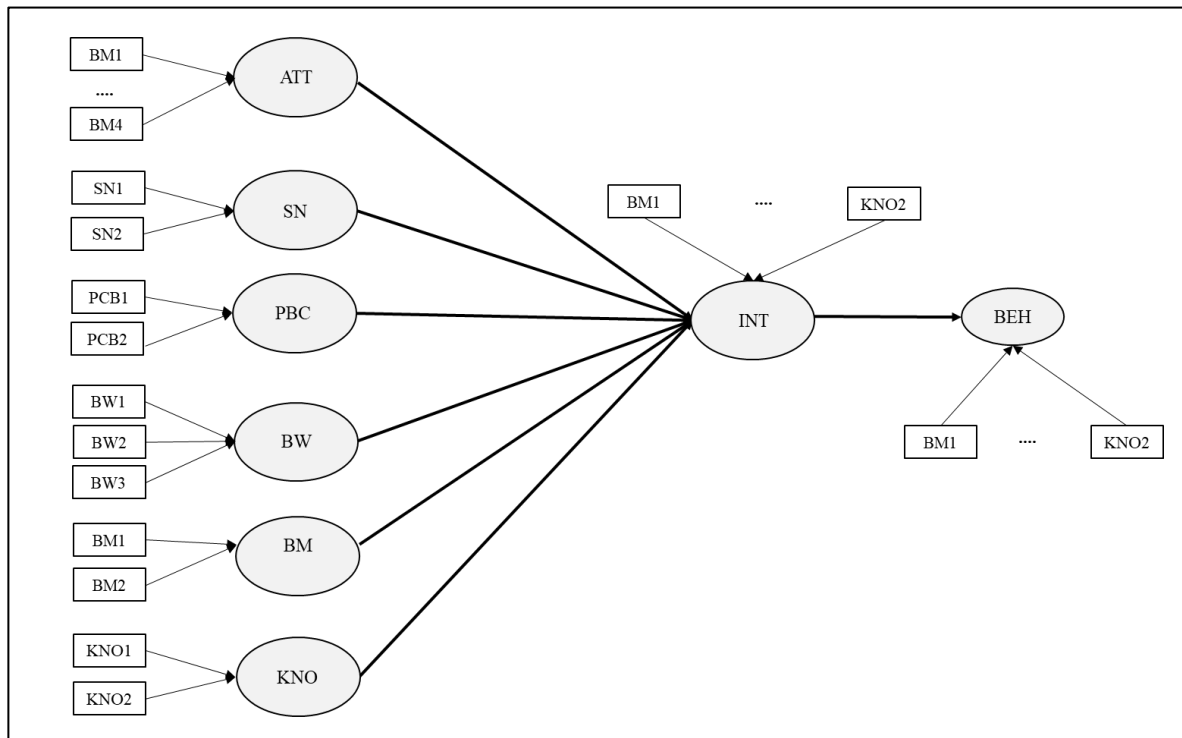 BM1
ATT
....
BM4
SN1
SN
SN2
BM1
....
KNO2
PCB1
PBC
PCB2
INT
BEH
BW1
BW2
BW
BW3
BM1
....
KNO2
BM1
BM
BM2
KNO1
KNO
KNO2